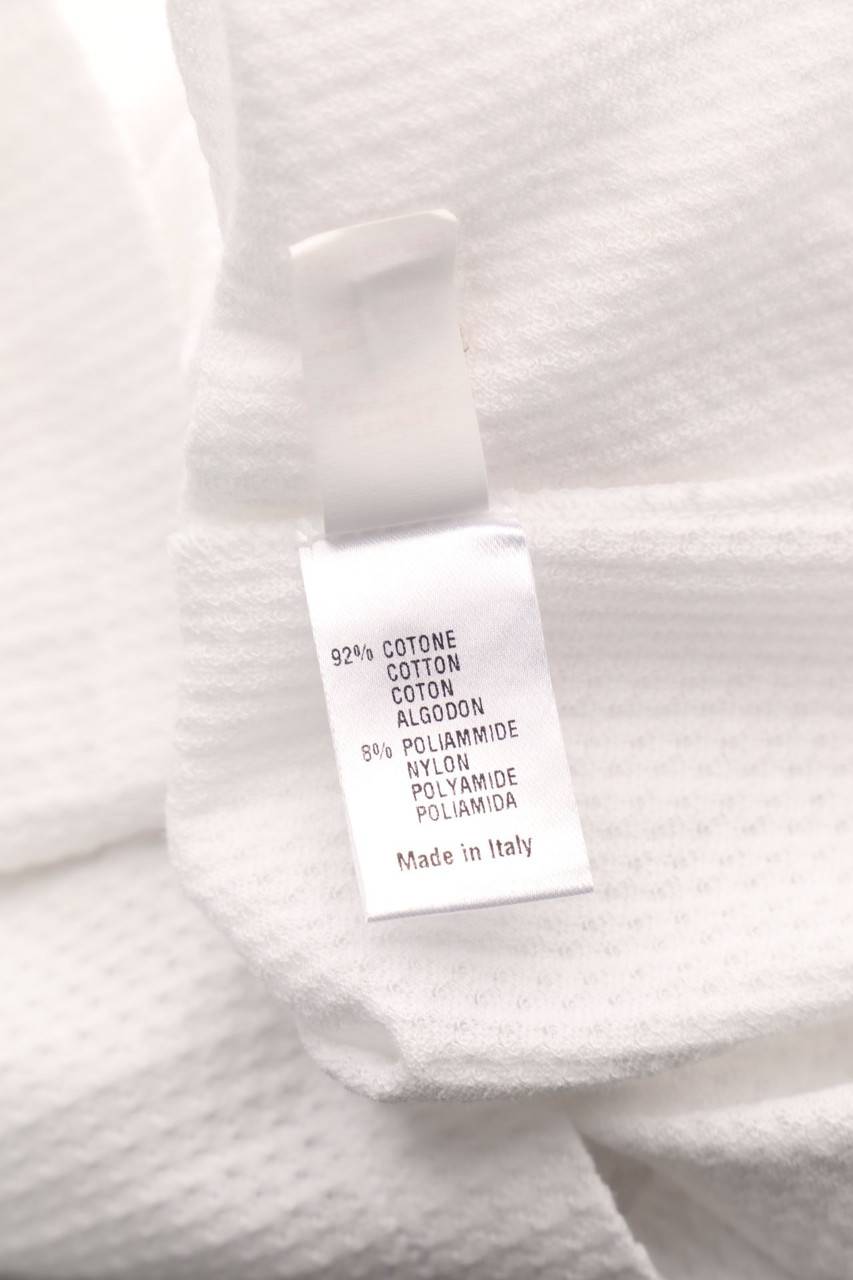 92% COTONE
COTTON
COTON
ALGODON
8% POLIAMMIDE
NYLON
POLYAMIDE
POLIAMIDA
Made in Italy